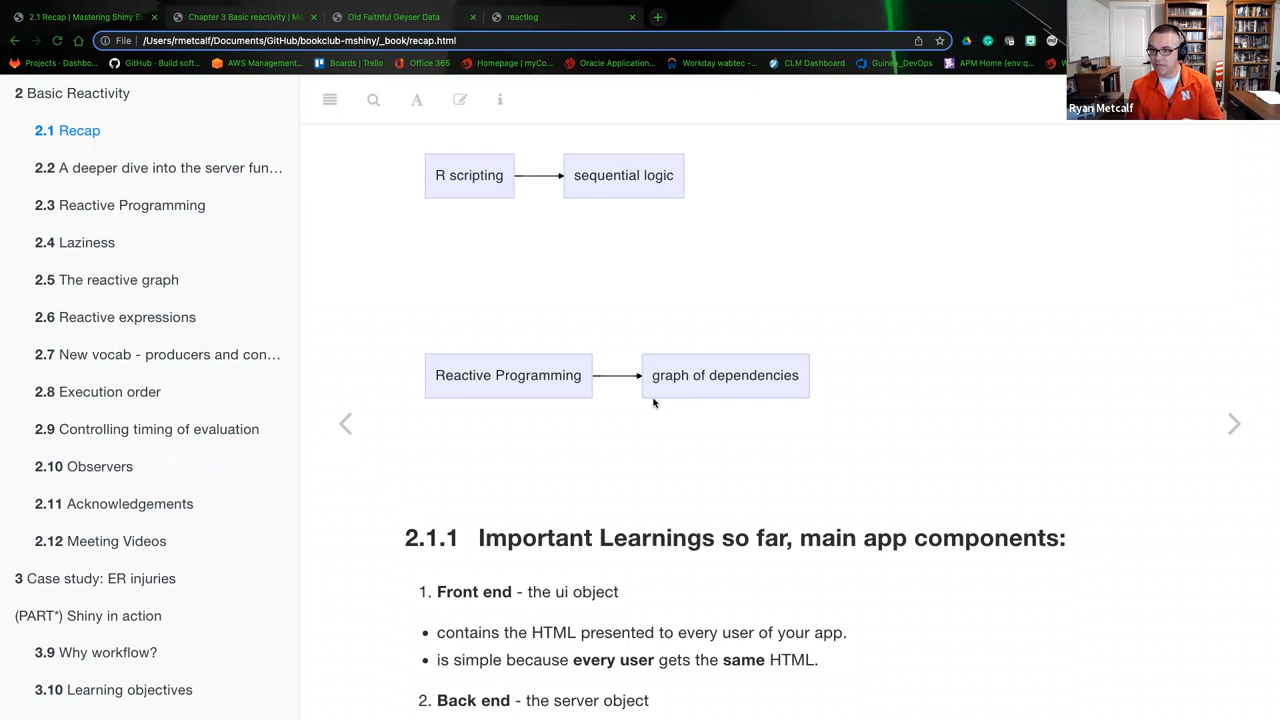 2.1 Recap | Mastering Shiny B
Chapter 3 Basic reactivity | M
Old Faithful Geyser Data
reactlog
File
/Users/rmetcalf/Documents/GitHub/bookclub-mshiny/_book/recap.html
Projects · Dashbo...
GitHub · Build soft...
AWS Management...
Boards | Trello
Office 365
Homepage | myCo...
Oracle Application...
Workday wabtec -...
CLM Dashboard
Guinea_DevOps
APM Home (env:q...
Ryan Metcalf
2 Basic Reactivity
2.1 Recap
2.2 A deeper dive into the server fun...
2.3 Reactive Programming
2.4 Laziness
2.5 The reactive graph
2.6 Reactive expressions
2.7 New vocab - producers and con...
2.8 Execution order
2.9 Controlling timing of evaluation
2.10 Observers
2.11 Acknowledgements
2.12 Meeting Videos
3 Case study: ER injuries
(PART*) Shiny in action
3.9 Why workflow?
3.10 Learning objectives
R scripting
sequential logic
Reactive Programming
graph of dependencies
2.1.1 Important Learnings so far, main app components:
1. Front end - the ui object
• contains the HTML presented to every user of your app.
• is simple because every user gets the same HTML.
2. Back end - the server object